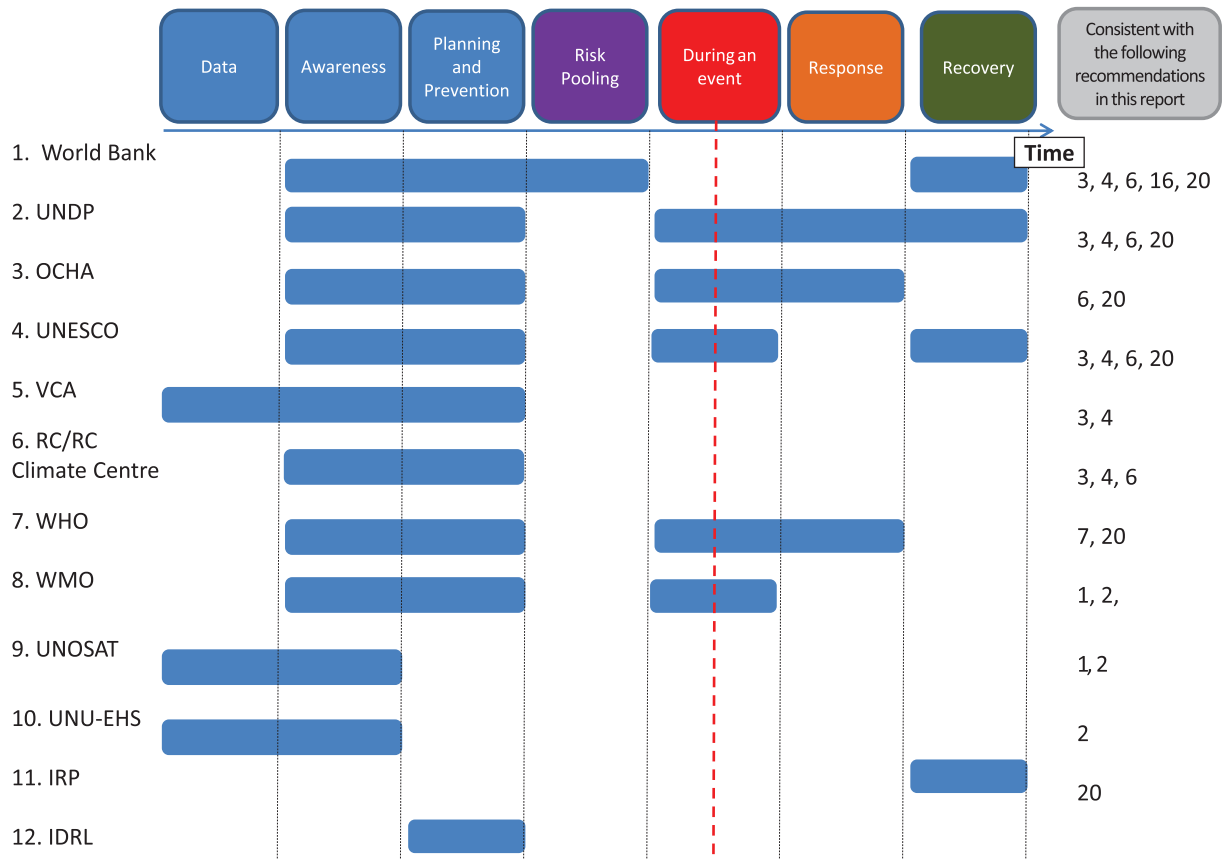 Data
Awareness
Planning
and
Prevention
Risk
Pooling
During an
event
Response
Recovery
Consistent with
the following
recommendations
in this report
Time
1. World Bank
3, 4, 6, 16, 20
2. UNDP
3, 4, 6, 20
3. OCHA
6, 20
4. UNESCO
3, 4, 6, 20
5. VCA
3, 4
6. RC/RC
Climate Centre
3, 4, 6
7. WHO
7, 20
8. WMO
1, 2,
9. UNOSAT
1, 2
10. UNU-EHS
2
11. IRP
20
12. IDRL